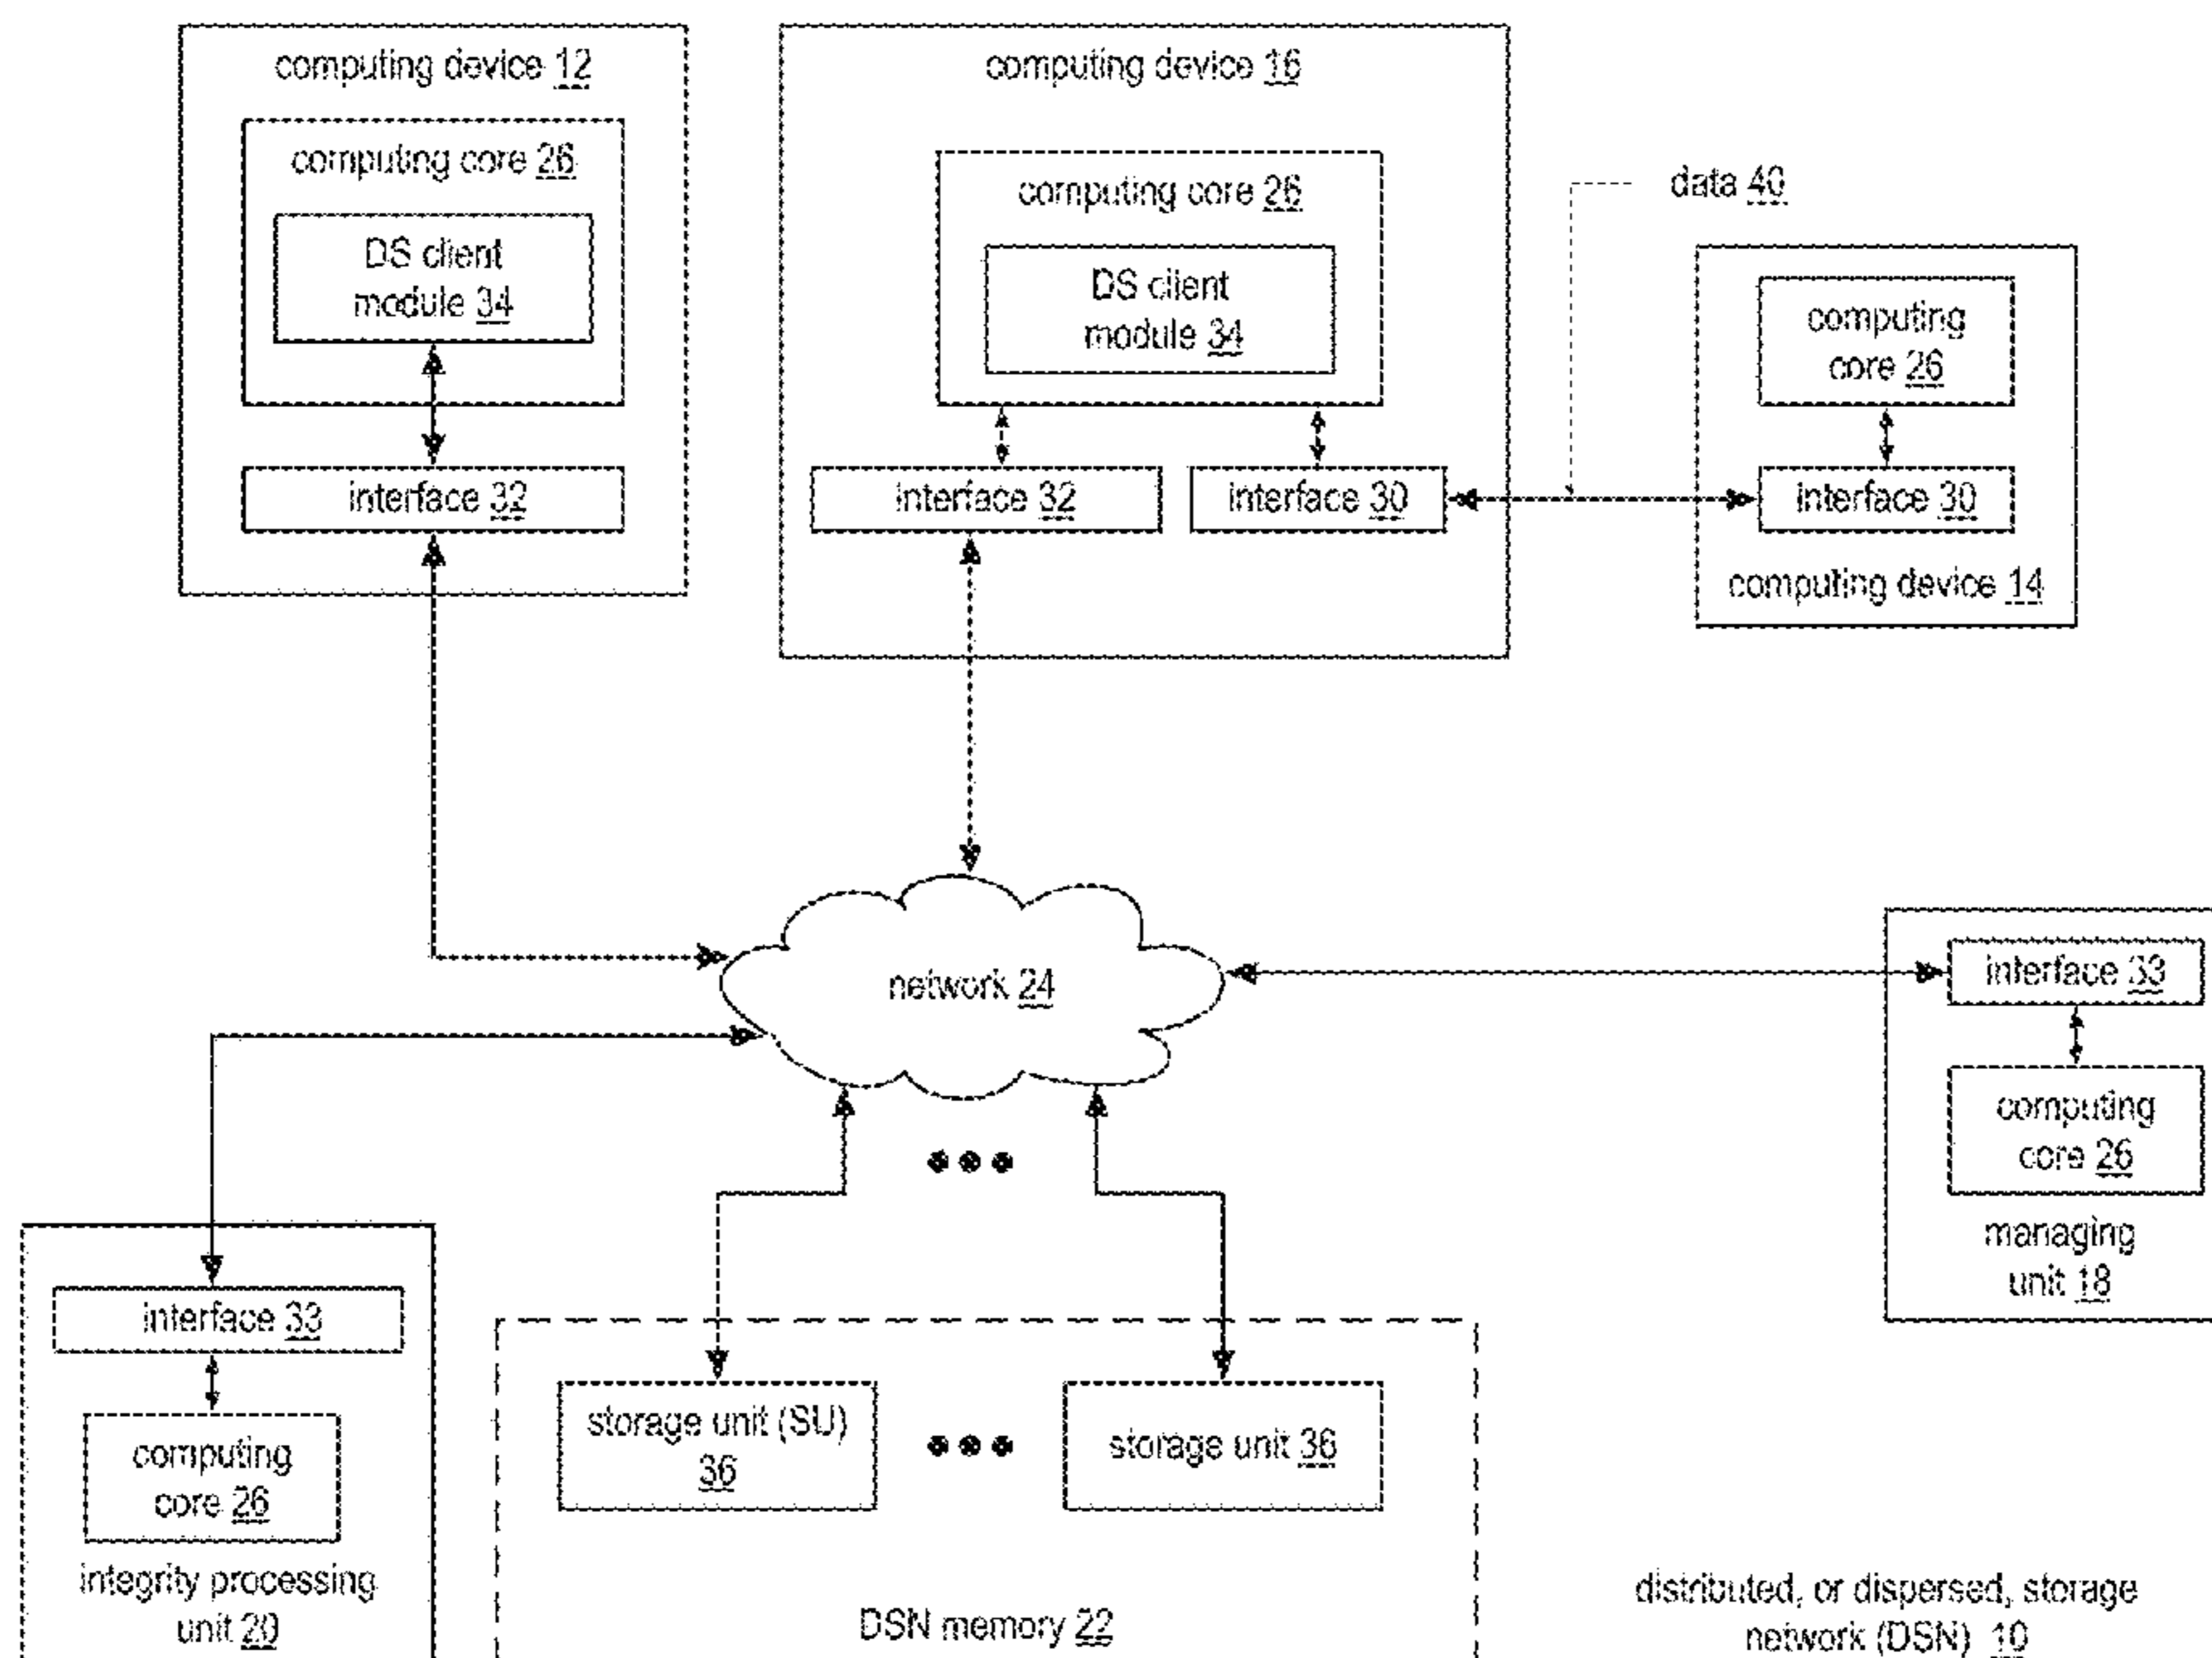 computing device 12
computing core 26
DS client
module 34
interface 32
computing device 16
computing core 26
DS client
module 34
interface 32
interface 30
data 40
computing
core 26
interface 30
computing device 14
network 24
interface 33
computing
core 26
managing
unit 18
interface 33
computing
core 26
integrity processing
unit 20
storage unit (SU)
36
storage unit 36
DSN memory 22
distributed, or dispersed, storage
network (DSN) 10